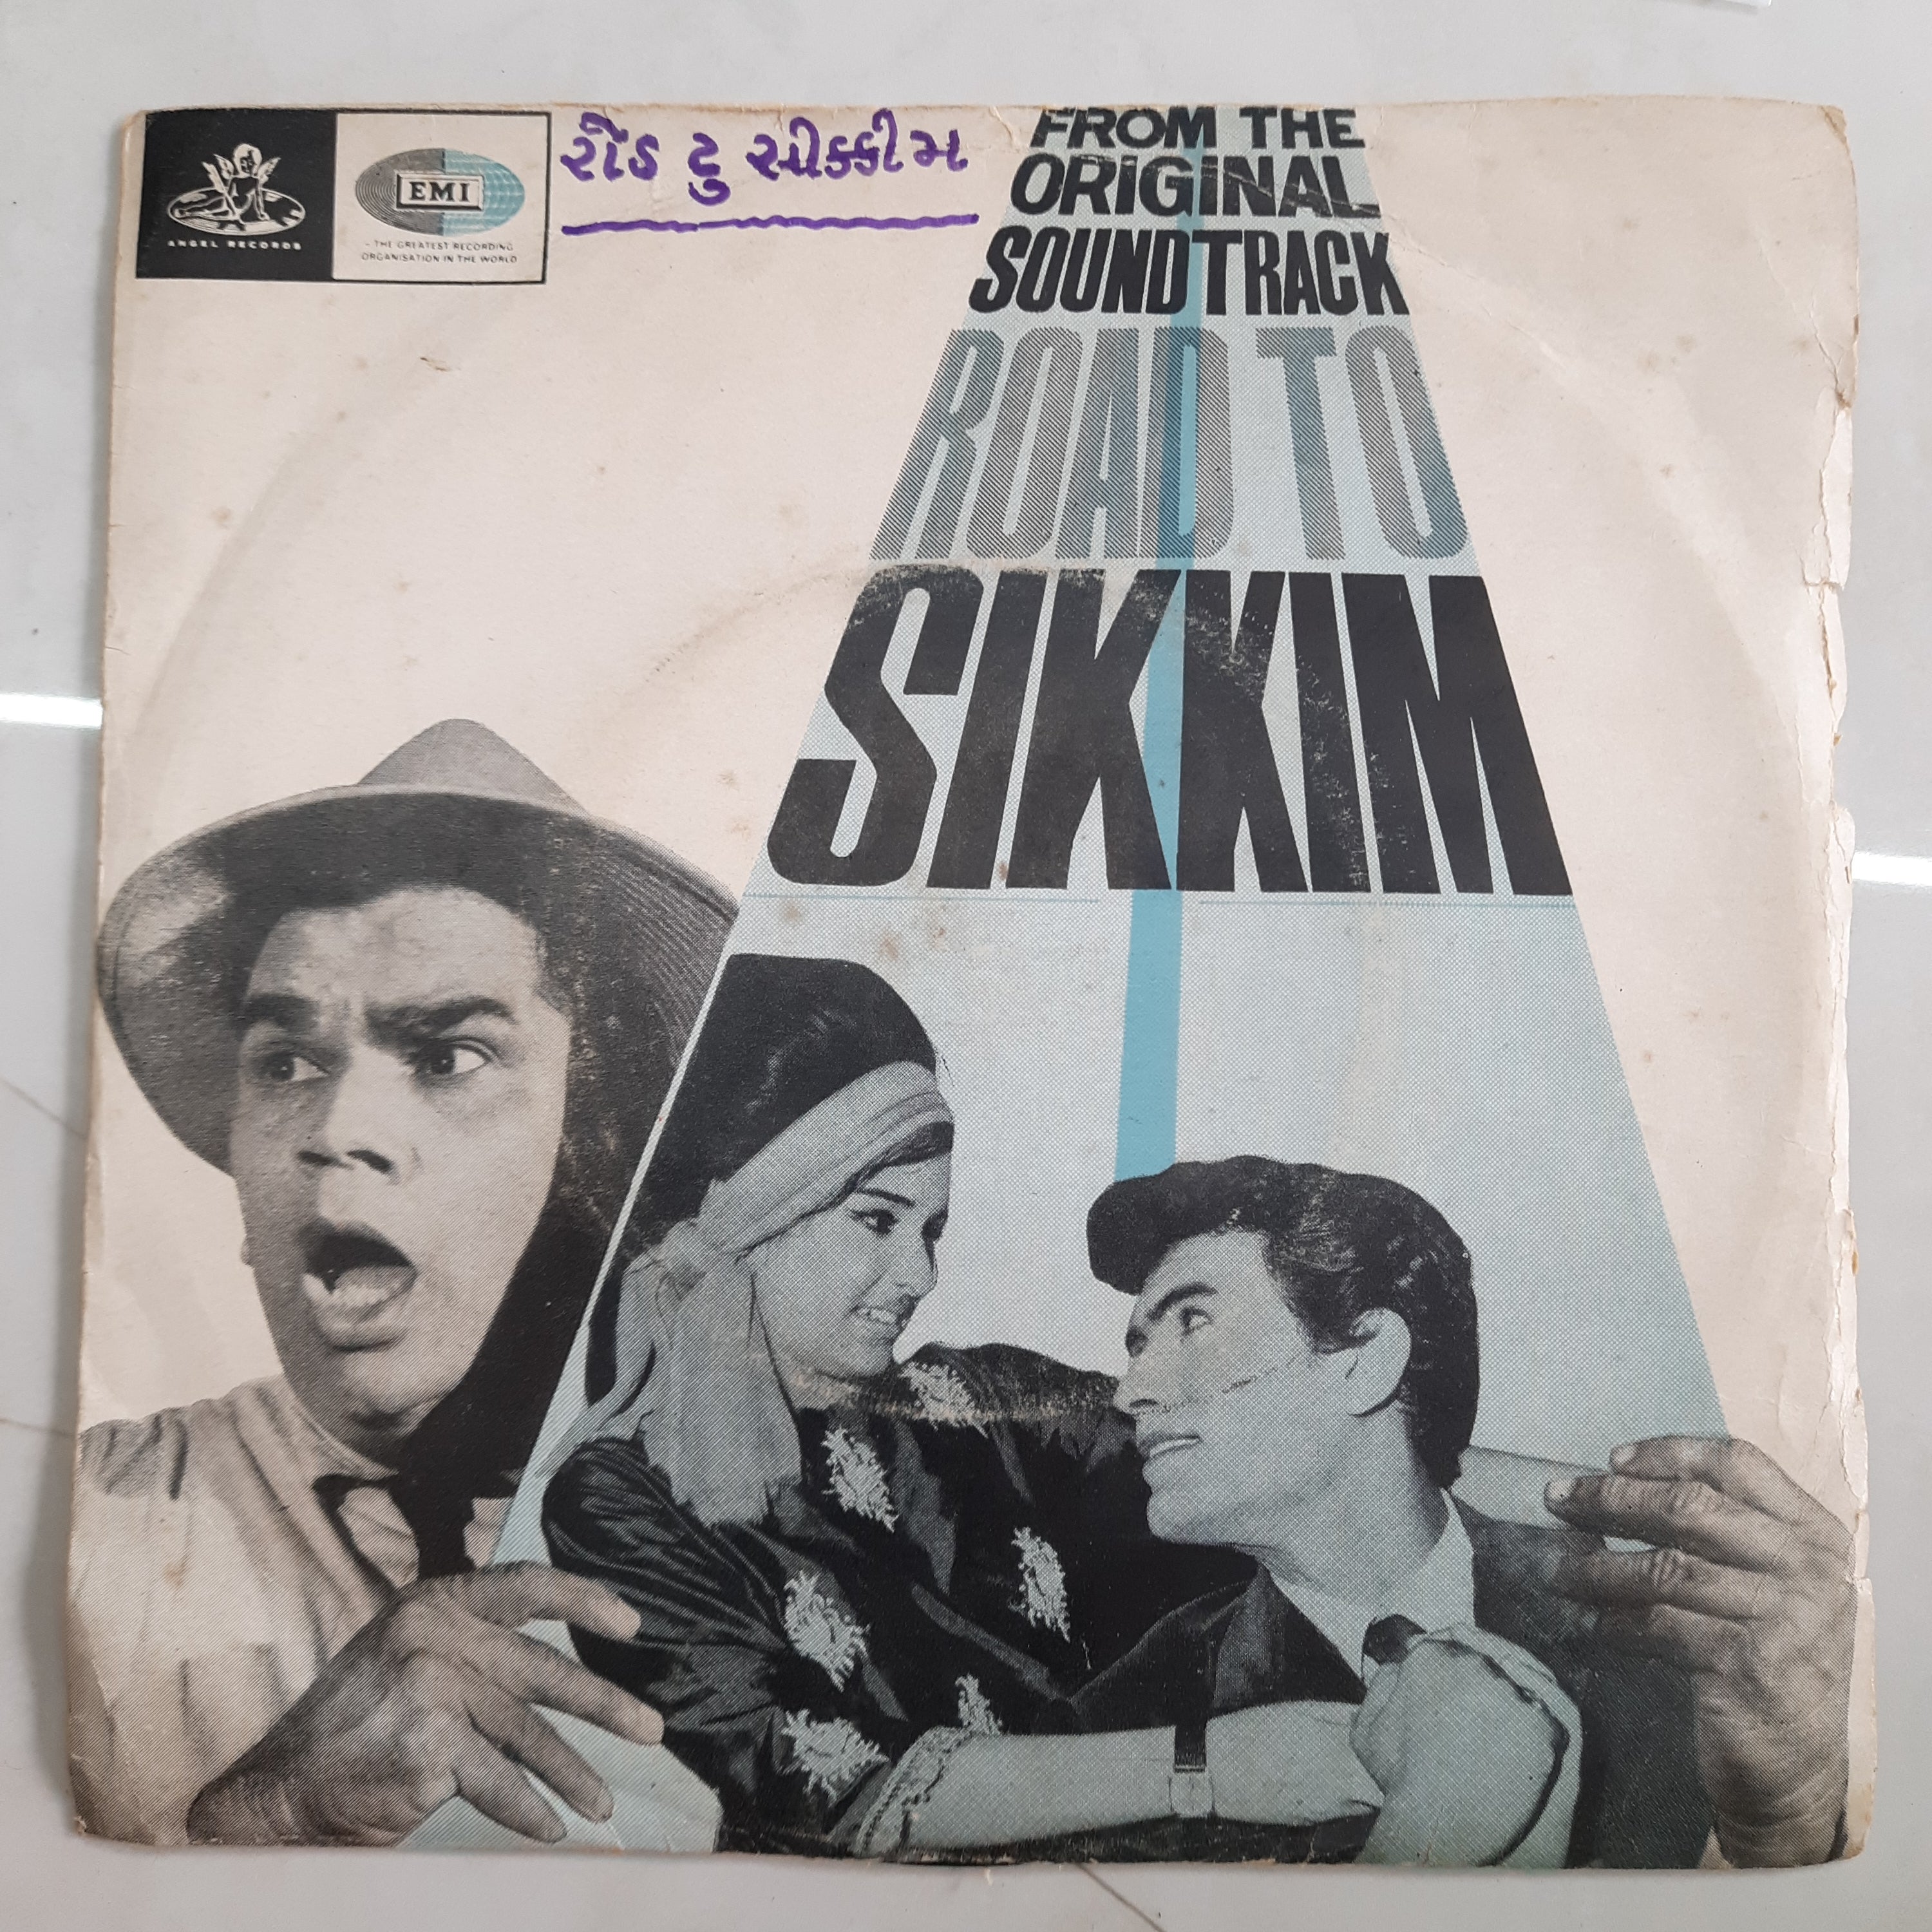 ANGEL RECORDS
EMI
- THE GREATEST RECORDING
ORGANISATION IN THE WORLD
રોડ ટુ સીક્કીમ
FROM THE
ORIGINAL
SOUNDTRACK
ROAD TO
SIKKIM